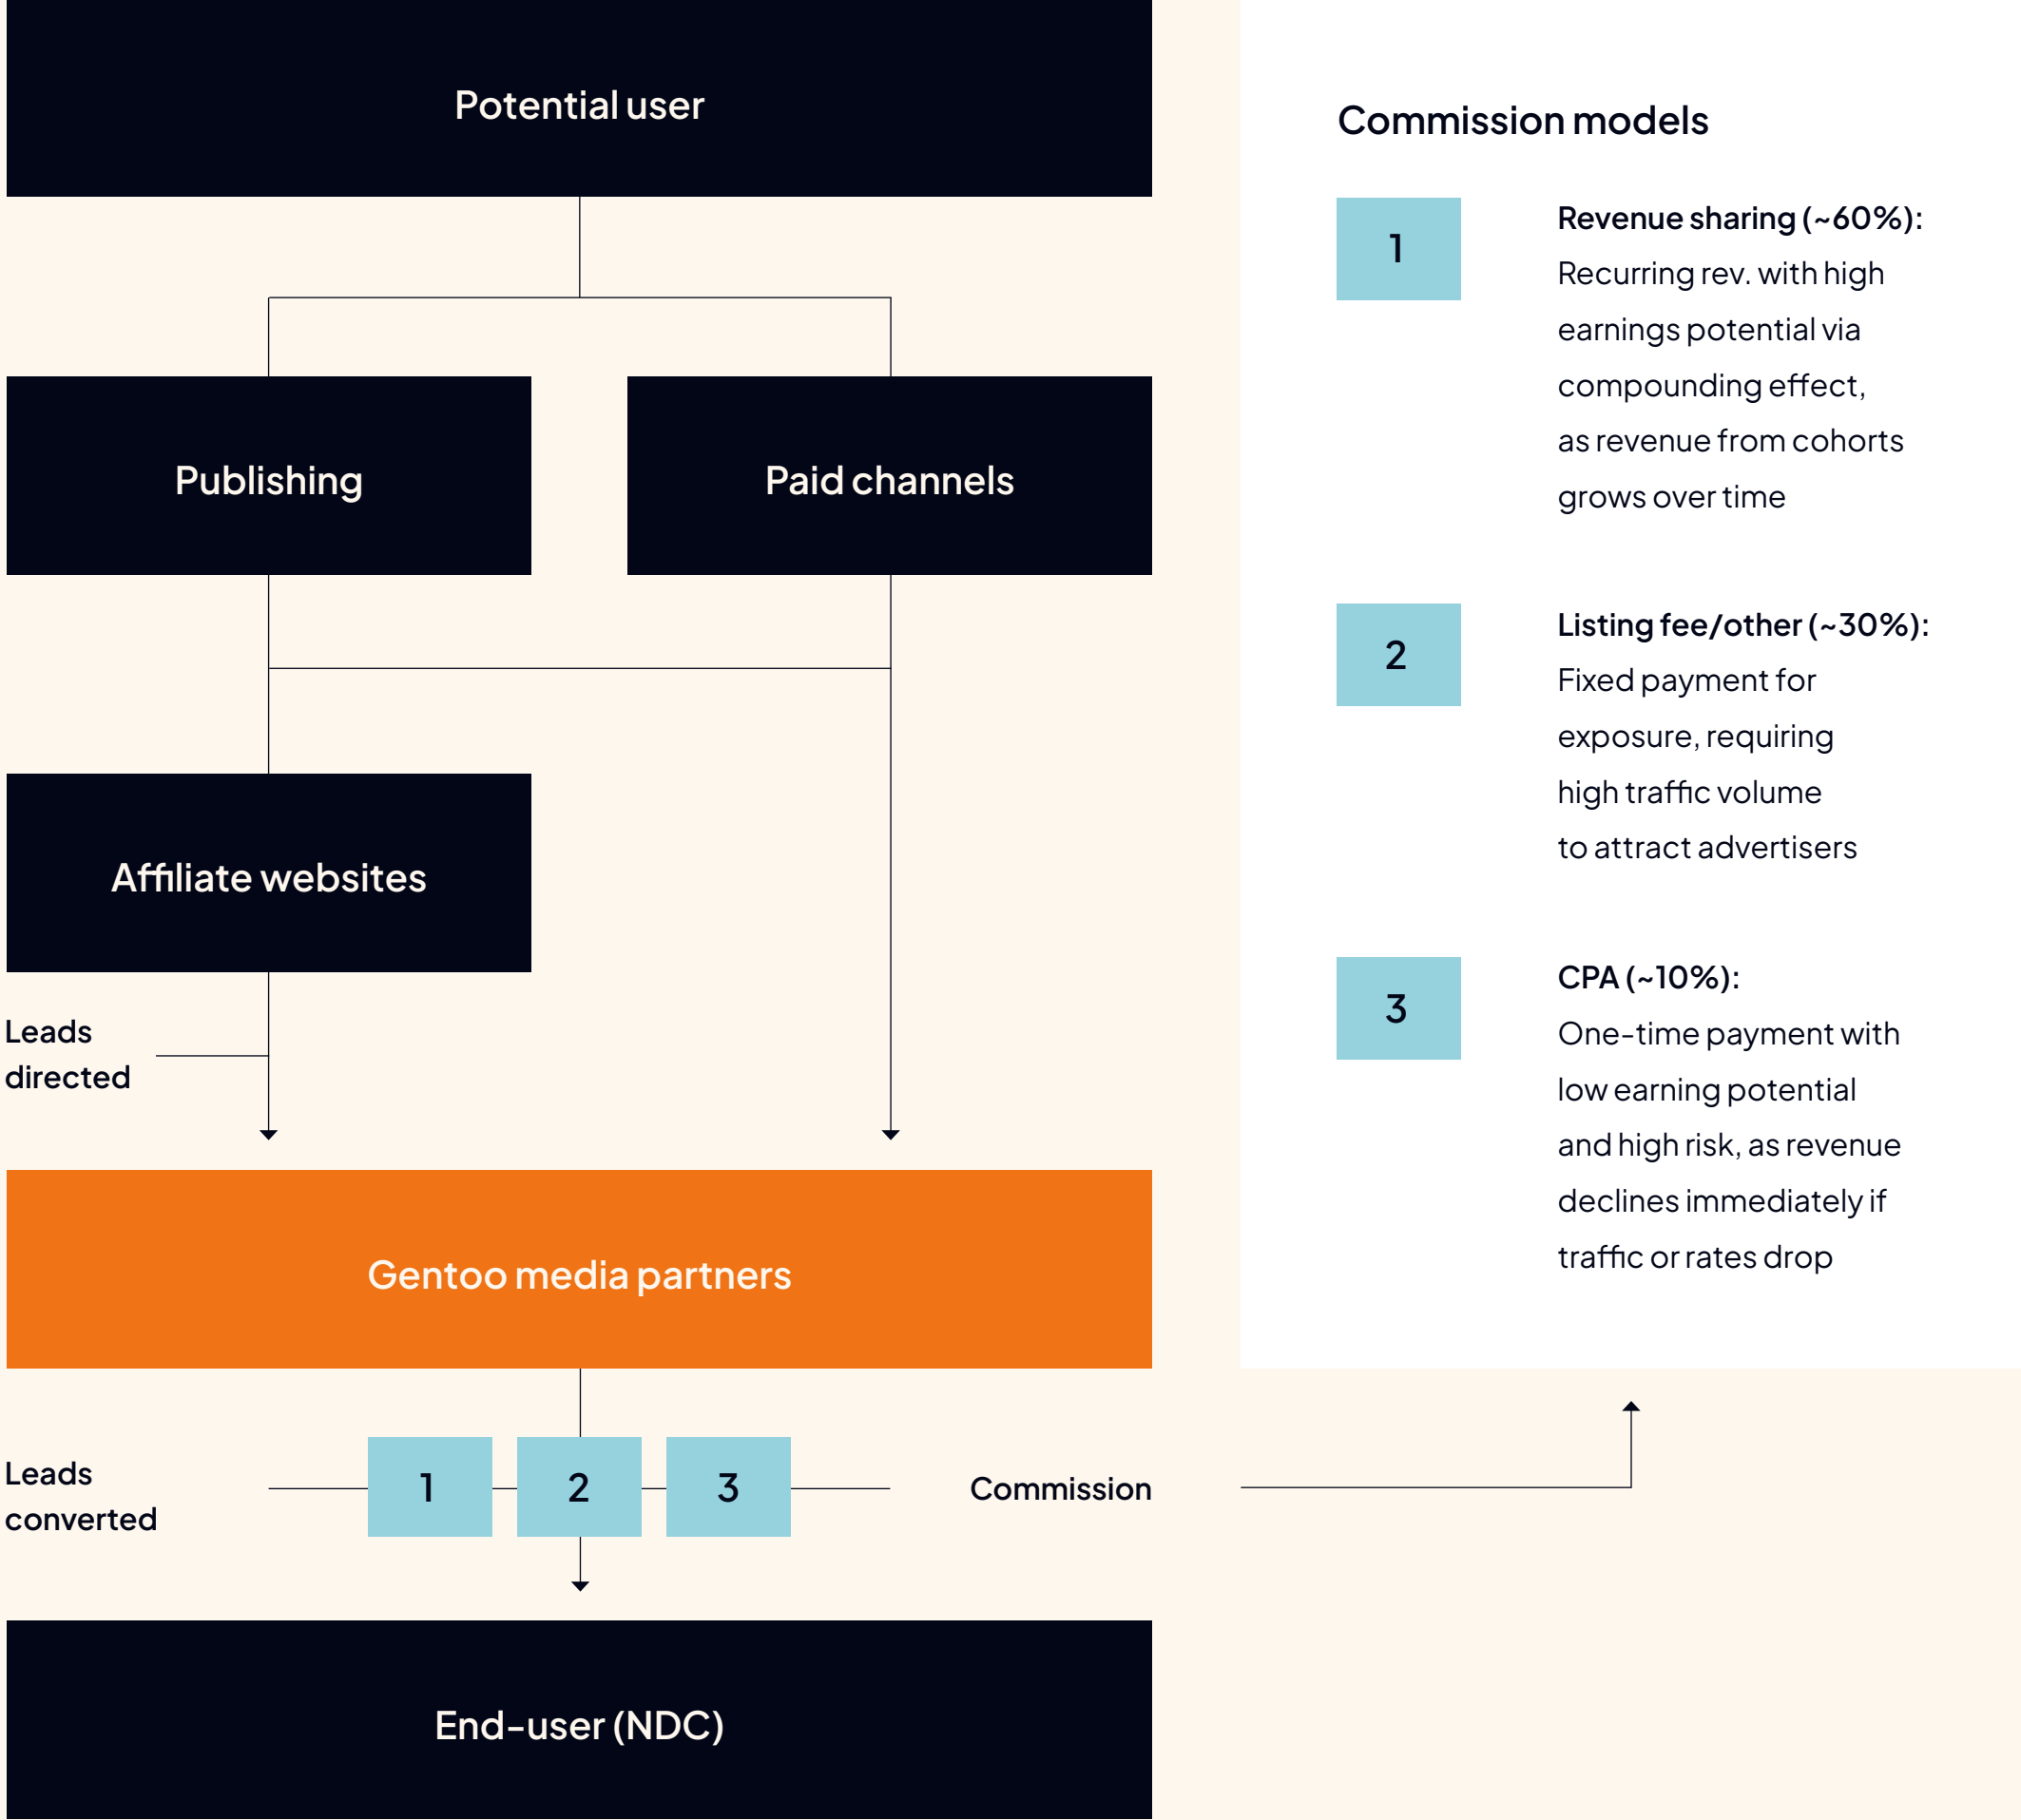 Potential user
Publishing
Paid channels
Affiliate websites
Leads
directed
Gentoo media partners
Leads
converted
1
2
3
Commission
End-user (NDC)
Commission models
1
Revenue sharing (~60%):
Recurring rev. with high
earnings potential via
compounding effect,
as revenue from cohorts
grows over time
2
Listing fee/other (~30%):
Fixed payment for
exposure, requiring
high traffic volume
to attract advertisers
3
CPA (~10%):
One-time payment with
low earning potential
and high risk, as revenue
declines immediately if
traffic or rates drop